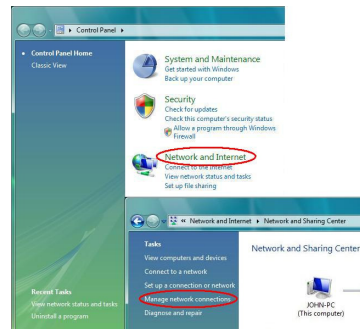 Control Panel
Control Panel Home
Classic View
System and Maintenance
Get started with Windows
Back up your computer
Security
Check for updates
Check this computer's security status
Allow a program through Windows
Firewall
Network and Internet
Connect to the Internet
View network status and tasks
Set up file sharing
Recent Tasks
View network status and tasks
Uninstall a program
« Network and Internet Network and Sharing Center
Tasks
View computers and devices
Connect to a network
Set up a connection or network
Manage network connections
Diagnose and repair
Network and Sharing Center
JOHN-PC
(This computer)